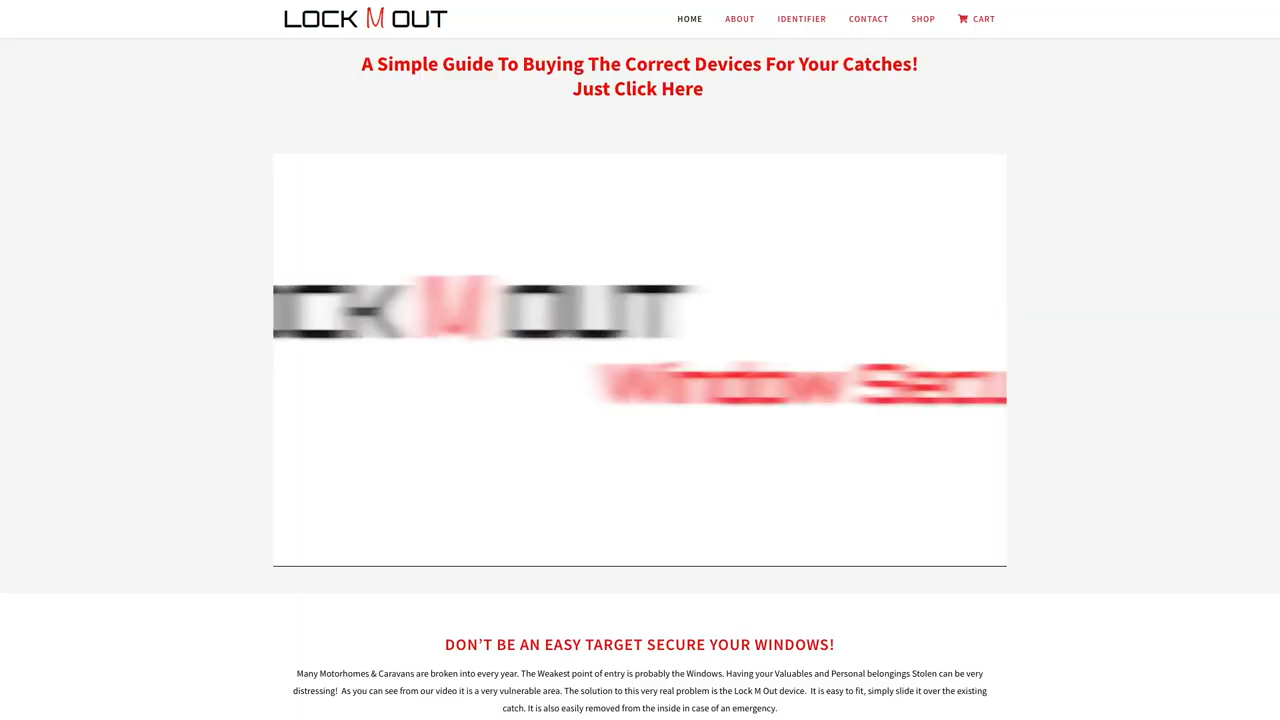 LOCK M OUT
HOME ABOUT IDENTIFIER CONTACT SHOP CART
A Simple Guide To Buying The Correct Devices For Your Catches!
Just Click Here
OCK M OUT
Window Secu
DON'T BE AN EASY TARGET SECURE YOUR WINDOWS!
Many Motorhomes & Caravans are broken into every year. The Weakest point of entry is probably the Windows. Having your Valuables and Personal belongings Stolen can be very
distressing!  As you can see from our video it is a very vulnerable area. The solution to this very real problem is the Lock M Out device.  It is easy to fit, simply slide it over the existing
catch. It is also easily removed from the inside in case of an emergency.